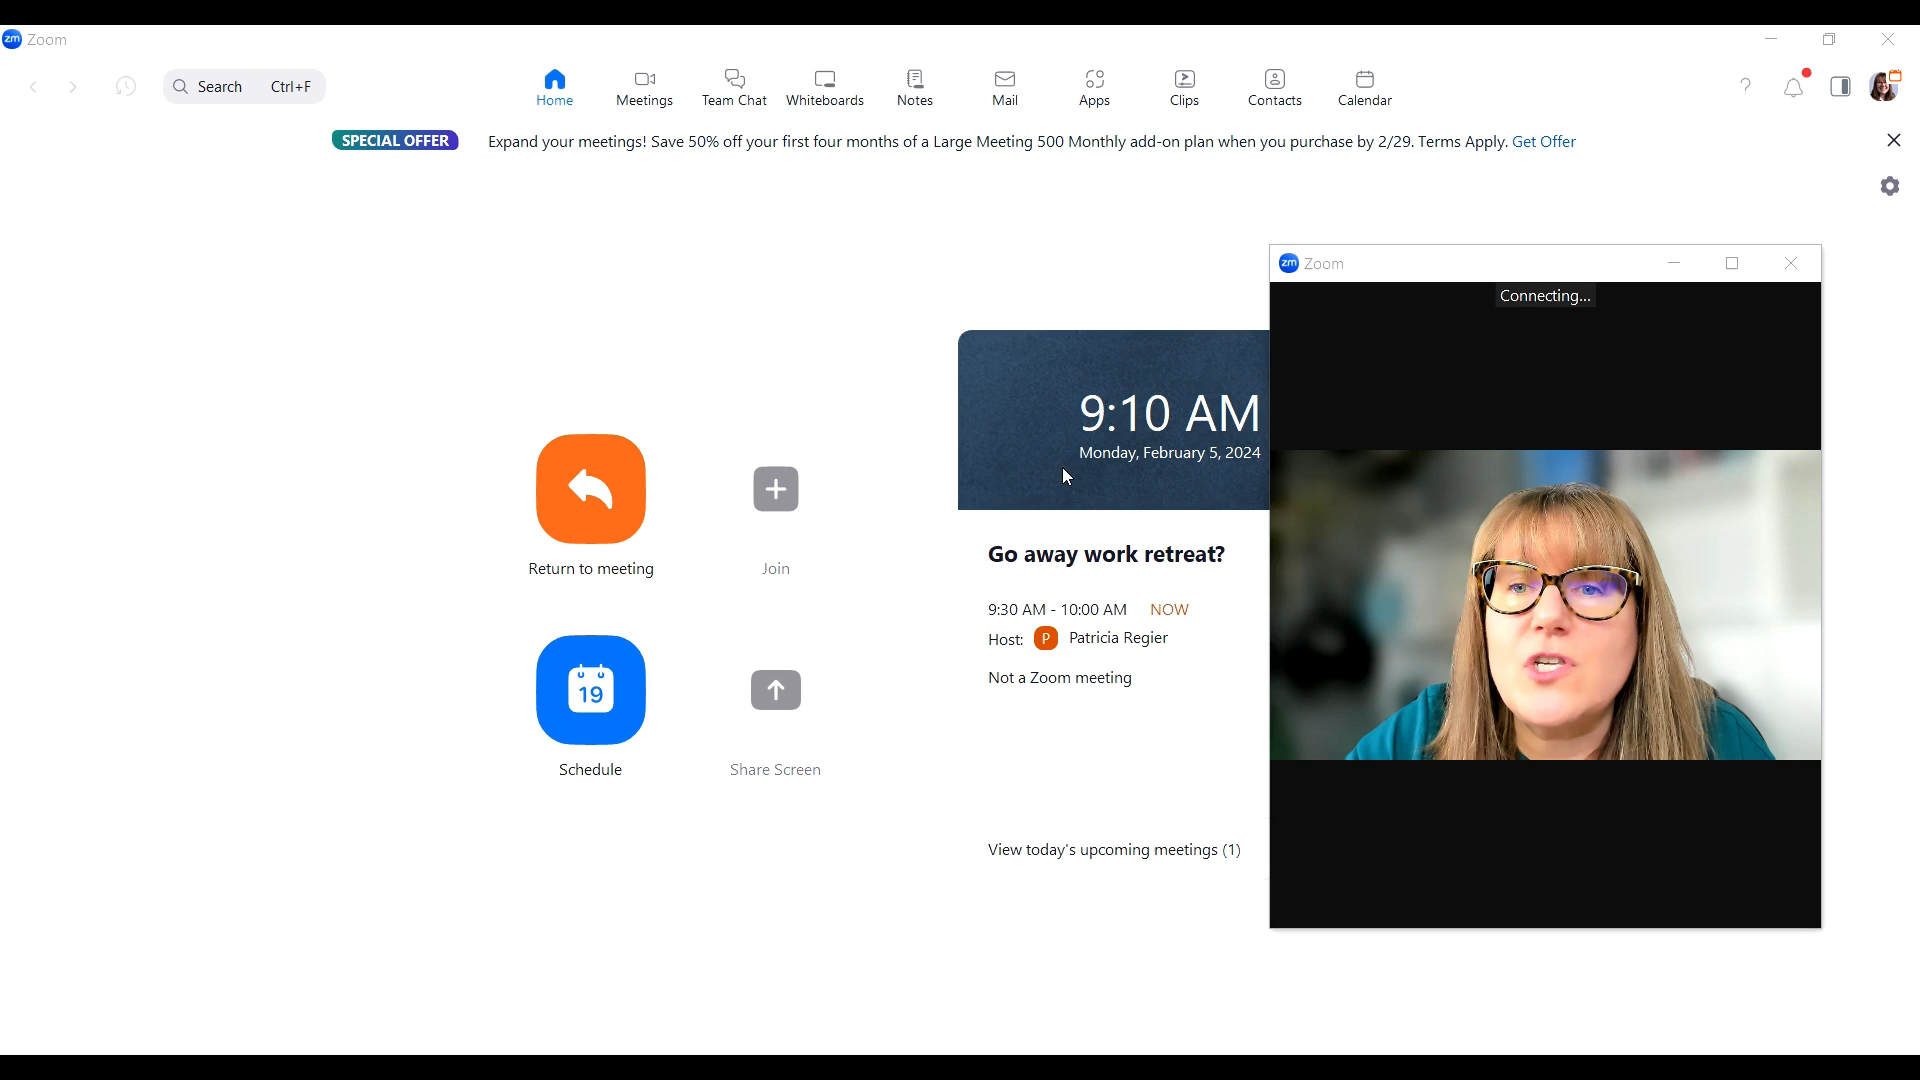 zm Zoom
Search Ctrl+F
Home Meetings Team Chat Whiteboards Notes Mail Apps Clips Contacts Calendar
SPECIAL OFFER Expand your meetings! Save 50% off your first four months of a Large Meeting 500 Monthly add-on plan when you purchase by 2/29. Terms Apply. Get Offer
zm Zoom
Connecting...
9:10 AM
Monday, February 5, 2024
Return to meeting
Join
19
Schedule
Share Screen
Go away work retreat?
9:30 AM - 10:00 AM NOW
Host: P Patricia Regier
Not a Zoom meeting
View today's upcoming meetings (1)